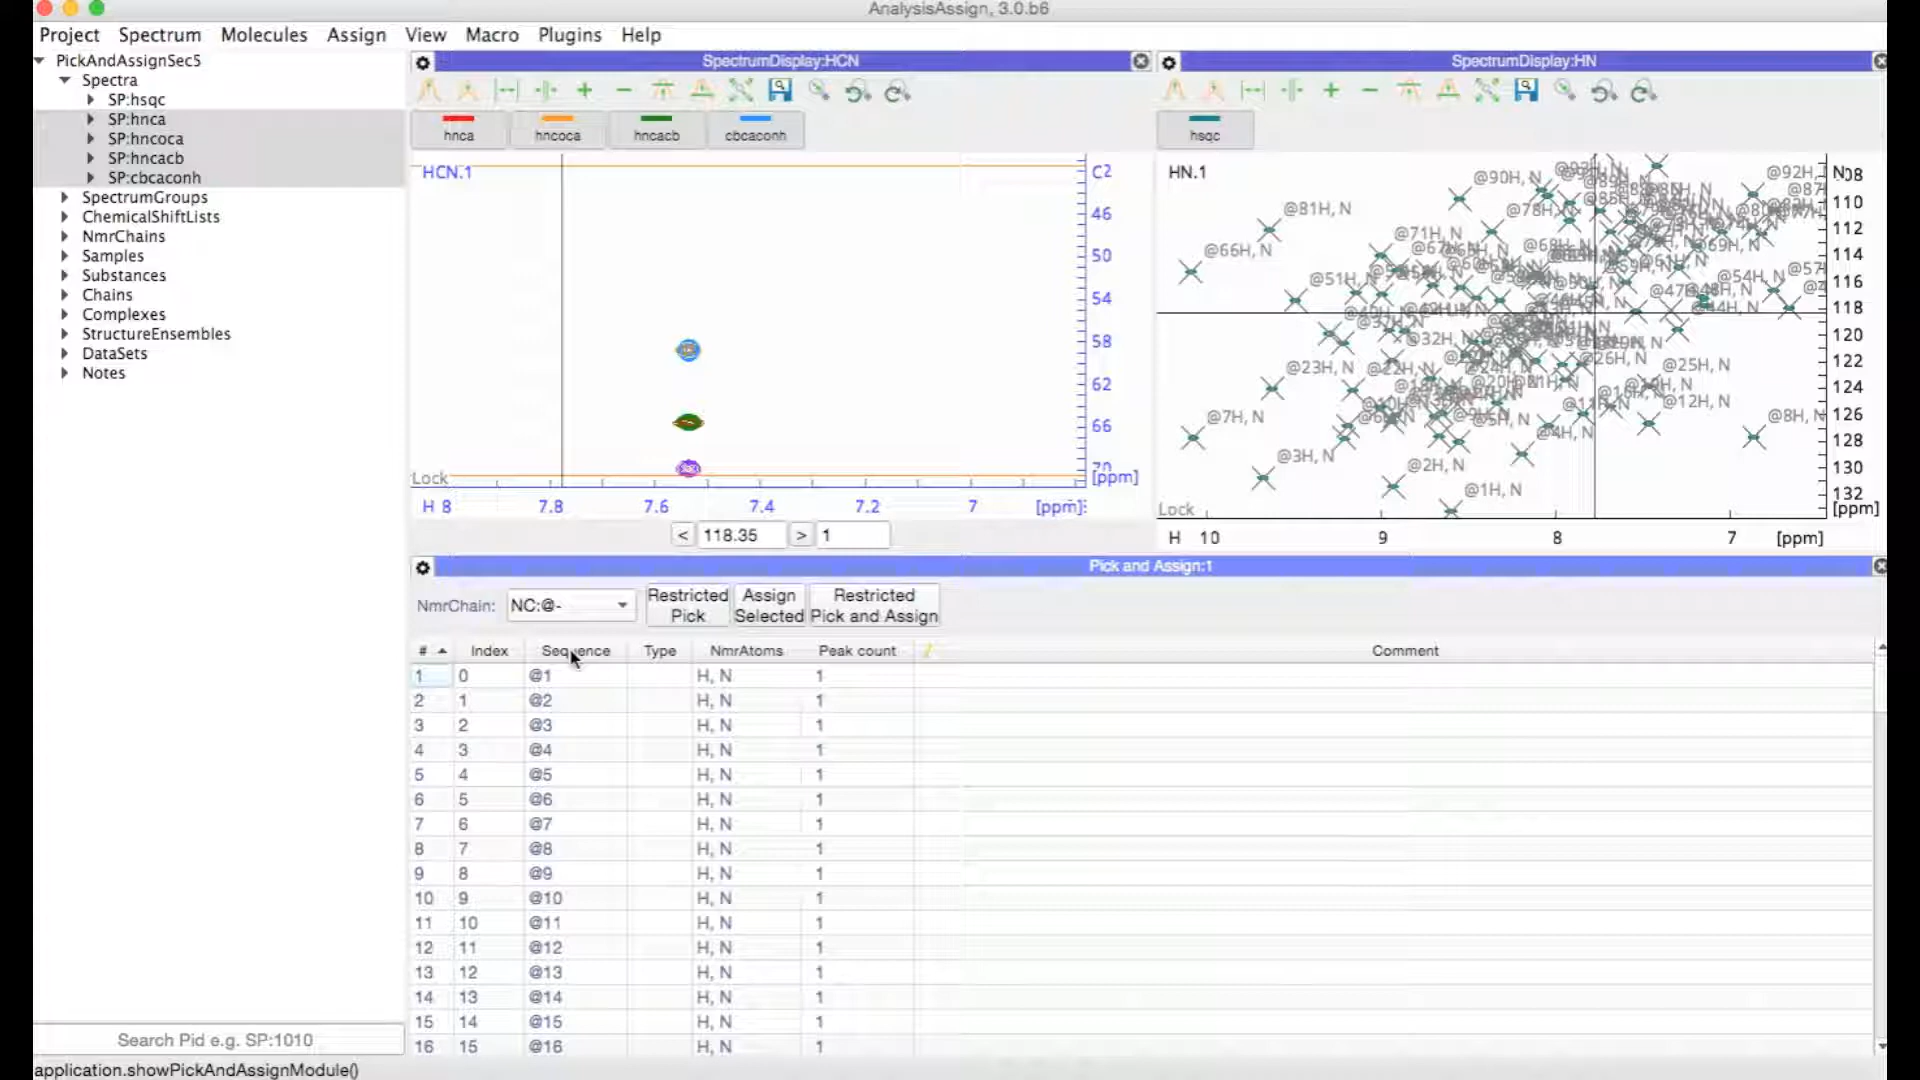 AnalysisAssign, 3.0.b6
Project Spectrum Molecules Assign View Macro Plugins Help
PickAndAssignSec5
Spectra
SP:hsqc
SP:hnca
SP:hncoca
SP:hncacb
SP:cbcaconh
SpectrumGroups
ChemicalShiftLists
NmrChains
Samples
Substances
Chains
Complexes
StructureEnsembles
DataSets
Notes
Search Pid e.g. SP:1010
application.showPickAndAssignModule()
SpectrumDisplay:HCN
hnca hncoca hncacb cbcaconh
HCN.1
46
50
54
58
62
66
70
[ppm]
Lock
H 8 7.8 7.6 7.4 7.2 7 [ppm]
< 118.35 > 1
SpectrumDisplay:HN
hsqc
HN.1
@90H, N
@92H, N
@81H, N
@78H, N
@71H, N
@66H, N
@51H, N
@54H, N
@32H, N
@23H, N
@22H, N
@24H, N
@26H, N
@25H, N
@12H, N
@7H, N
@8H, N
@4H, N
@3H, N
@2H, N
@1H, N
110
112
114
116
118
120
122
124
126
128
130
132
[ppm]
Lock
H 10 9 8 7 [ppm]
Pick and Assign:1
NmrChain: NC:@-
Restricted Pick
Assign Selected
Restricted Pick and Assign
# Index Sequence Type NmrAtoms Peak count Comment
1 0 @1 H, N 1
2 1 @2 H, N 1
3 2 @3 H, N 1
4 3 @4 H, N 1
5 4 @5 H, N 1
6 5 @6 H, N 1
7 6 @7 H, N 1
8 7 @8 H, N 1
9 8 @9 H, N 1
10 9 @10 H, N 1
11 10 @11 H, N 1
12 11 @12 H, N 1
13 12 @13 H, N 1
14 13 @14 H, N 1
15 14 @15 H, N 1
16 15 @16 H, N 1